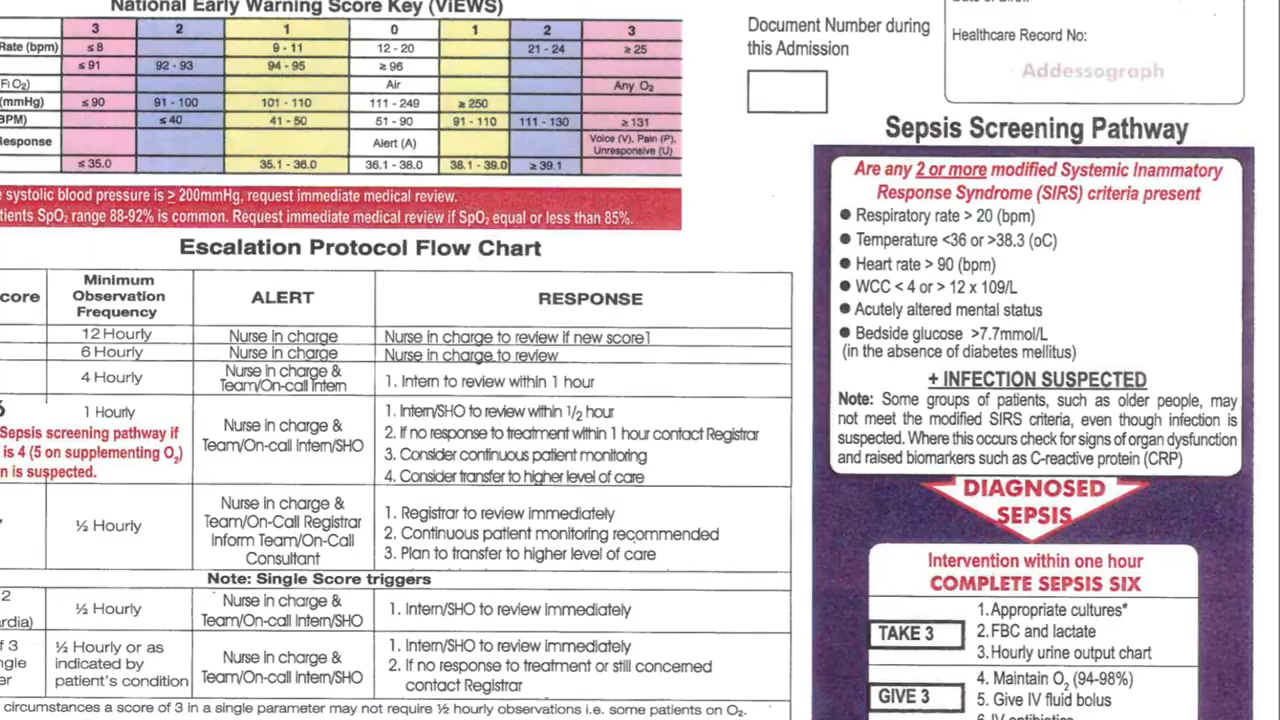 National Early Warning Score Key (ViEWS)
3 2 1 0 1 2 3
Rate (bpm) ≤8 9 - 11 12 - 20 21 - 24 ≥25
≤91 92 - 93 94 - 95 ≥96
(Fi O₂) Air Any O₂
(mmHg) ≤90 91 - 100 101 - 110 111 - 249 ≥250
BPM) ≤40 41 - 50 51 - 90 91 - 110 111 - 130 ≥131
Response Alert (A) Voice (V), Pain (P),
Unresponsive (U)
≤35.0 35.1 - 36.0 36.1 - 38.0 38.1 - 39.0 ≥39.1
systolic blood pressure is ≥ 200mmHg, request immediate medical review.
tients SpO₂ range 88-92% is common. Request immediate medical review if SpO₂ equal or less than 85%.
Escalation Protocol Flow Chart
core
Minimum
Observation
Frequency
ALERT
RESPONSE
12 Hourly
Nurse in charge
Nurse in charge to review if new score1
6 Hourly
Nurse in charge
Nurse in charge to review
4 Hourly
Nurse in charge &
Team/On-call Intern
1. Intern to review within 1 hour
1 Hourly
Sepsis screening pathway if
is 4 (5 on supplementing O₂)
n is suspected.
Nurse in charge &
Team/On-call Intern/SHO
1. Intern/SHO to review within 1/2 hour
2. If no response to treatment within 1 hour contact Registrar
3. Consider continuous patient monitoring
4. Consider transfer to higher level of care
½ Hourly
Nurse in charge &
Team/On-Call Registrar
Inform Team/On-Call
Consultant
1. Registrar to review immediately
2. Continuous patient monitoring recommended
3. Plan to transfer to higher level of care
Note: Single Score triggers
2
rdia)
½ Hourly
Nurse in charge &
Team/On-call Intern/SHO
1. Intern/SHO to review immediately
f 3
ngle
er
½ Hourly or as
indicated by
patient's condition
Nurse in charge &
Team/On-call Intern/SHO
1. Intern/SHO to review immediately
2. If no response to treatment or still concerned
contact Registrar
circumstances a score of 3 in a single parameter may not require ½ hourly observations i.e. some patients on O₂.
Document Number during
this Admission
Healthcare Record No:
Addessograph
Sepsis Screening Pathway
Are any 2 or more modified Systemic Inammatory
Response Syndrome (SIRS) criteria present
● Respiratory rate > 20 (bpm)
● Temperature <36 or >38.3 (oC)
● Heart rate > 90 (bpm)
● WCC < 4 or > 12 x 109/L
● Acutely altered mental status
● Bedside glucose >7.7mmol/L
(in the absence of diabetes mellitus)
+ INFECTION SUSPECTED
Note: Some groups of patients, such as older people, may
not meet the modified SIRS criteria, even though infection is
suspected. Where this occurs check for signs of organ dysfunction
and raised biomarkers such as C-reactive protein (CRP)
DIAGNOSED
SEPSIS
Intervention within one hour
COMPLETE SEPSIS SIX
TAKE 3
1.Appropriate cultures*
2.FBC and lactate
3.Hourly urine output chart
GIVE 3
4. Maintain O₂ (94-98%)
5. Give IV fluid bolus
6. IV antibiotics